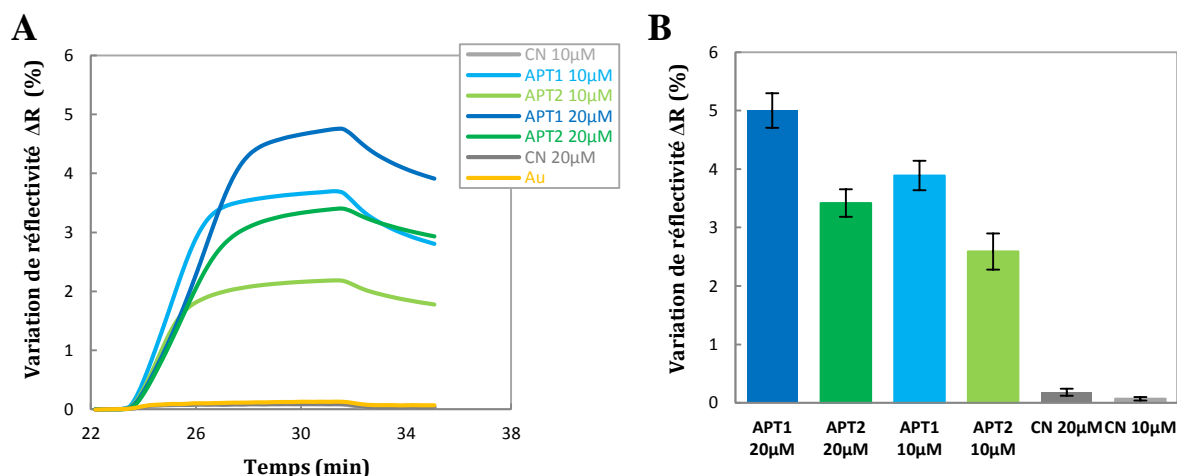 A
Variation de réflectivité ΔR (%)
6
5
4
3
2
1
0
22
26
30
34
38
Temps (min)
CN 10µM
APT1 10µM
APT2 10µM
APT1 20µM
APT2 20µM
CN 20µM
Au
B
Variation de réflectivité ΔR (%)
6
5
4
3
2
1
0
APT1
20µM
APT2
20µM
APT1
10µM
APT2
10µM
CN 20µM
CN 10µM